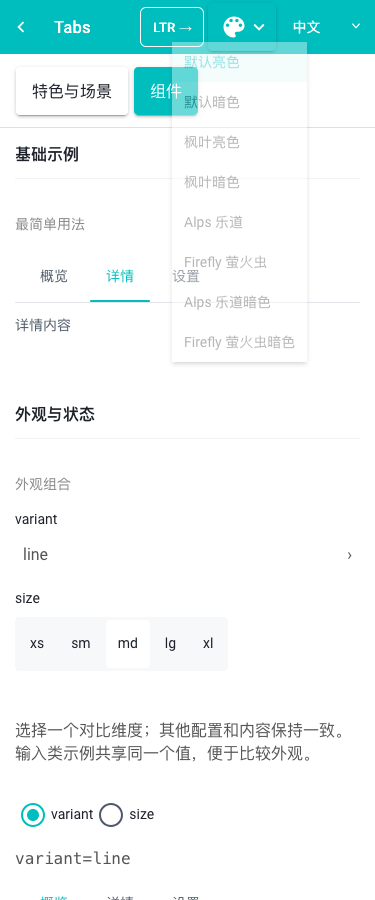 Tabs
LTR →
中文
特色与场景
组件
默认亮色
默认暗色
枫叶亮色
枫叶暗色
Alps 乐道
Firefly 萤火虫
Alps 乐道暗色
Firefly 萤火虫暗色
基础示例
最简单用法
概览
详情
设置
详情内容
外观与状态
外观组合
variant
line
size
xs
sm
md
lg
xl
选择一个对比维度；其他配置和内容保持一致。
输入类示例共享同一个值，便于比较外观。
variant
size
variant=line
概览
详情
设置